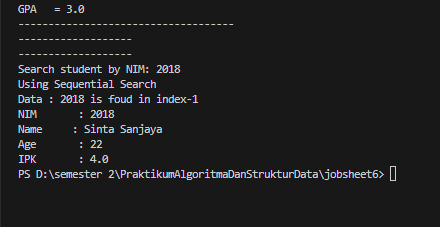 GPA   = 3.0
------------------------------------
-------------------
-------------------
Search student by NIM: 2018
Using Sequential Search
Data : 2018 is foud in index-1
NIM       : 2018
Name     : Sinta Sanjaya
Age       : 22
IPK       : 4.0
PS D:\semester 2\PraktikumAlgoritmaDanStrukturData\jobsheet6>